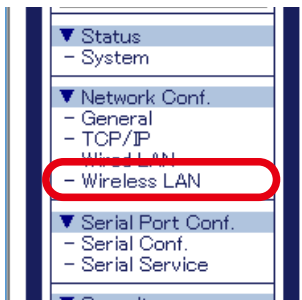 ▼ Status
- System
▼ Network Conf.
- General
- TCP/IP
- Wired LAN
- Wireless LAN
▼ Serial Port Conf.
- Serial Conf.
- Serial Service